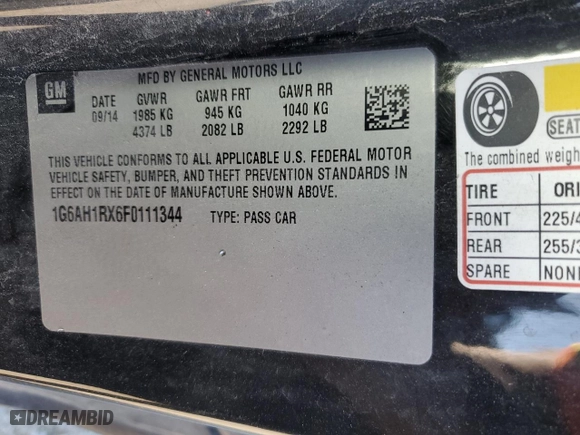 GM
MFD BY GENERAL MOTORS LLC
DATE GVWR GAWR FRT GAWR RR
09/14 1985 KG 945 KG 1040 KG
4374 LB 2082 LB 2292 LB
THIS VEHICLE CONFORMS TO ALL APPLICABLE U.S. FEDERAL MOTOR
VEHICLE SAFETY, BUMPER, AND THEFT PREVENTION STANDARDS IN
EFFECT ON THE DATE OF MANUFACTURE SHOWN ABOVE.
1G6AH1RX6F0111344 TYPE: PASS CAR
SEAT
The combined weigh
TIRE ORI
FRONT 225/4
REAR 255/3
SPARE NON
DREAMBID